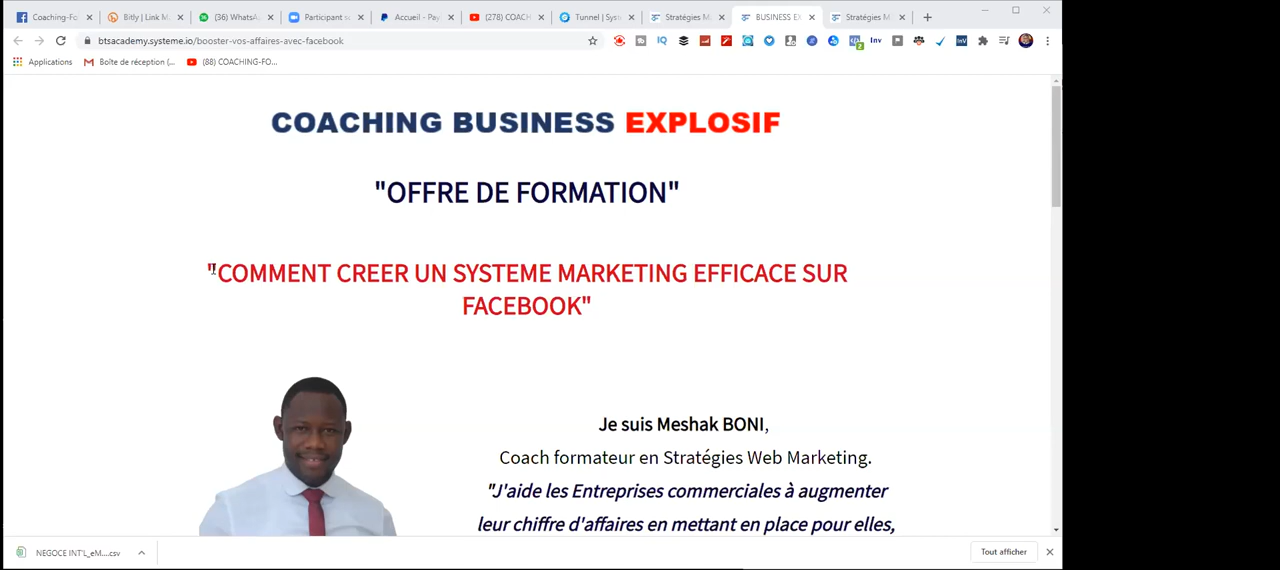 Coaching-Fo
Bitly | Link M
(36) WhatsA
Participant s
Accueil - Pay
(278) COACH
Tunnel | Syst
Stratégies M
BUSINESS EX
Stratégies M
btsacademy.systeme.io/booster-vos-affaires-avec-facebook
Applications
Boîte de réception (...
(88) COACHING-FO...
COACHING BUSINESS EXPLOSIF
"OFFRE DE FORMATION"
"COMMENT CREER UN SYSTEME MARKETING EFFICACE SUR
FACEBOOK"
Je suis Meshak BONI,
Coach formateur en Stratégies Web Marketing.
"J'aide les Entreprises commerciales à augmenter
leur chiffre d'affaires en mettant en place pour elles,
NEGOCE INT'L_eM....csv
Tout afficher